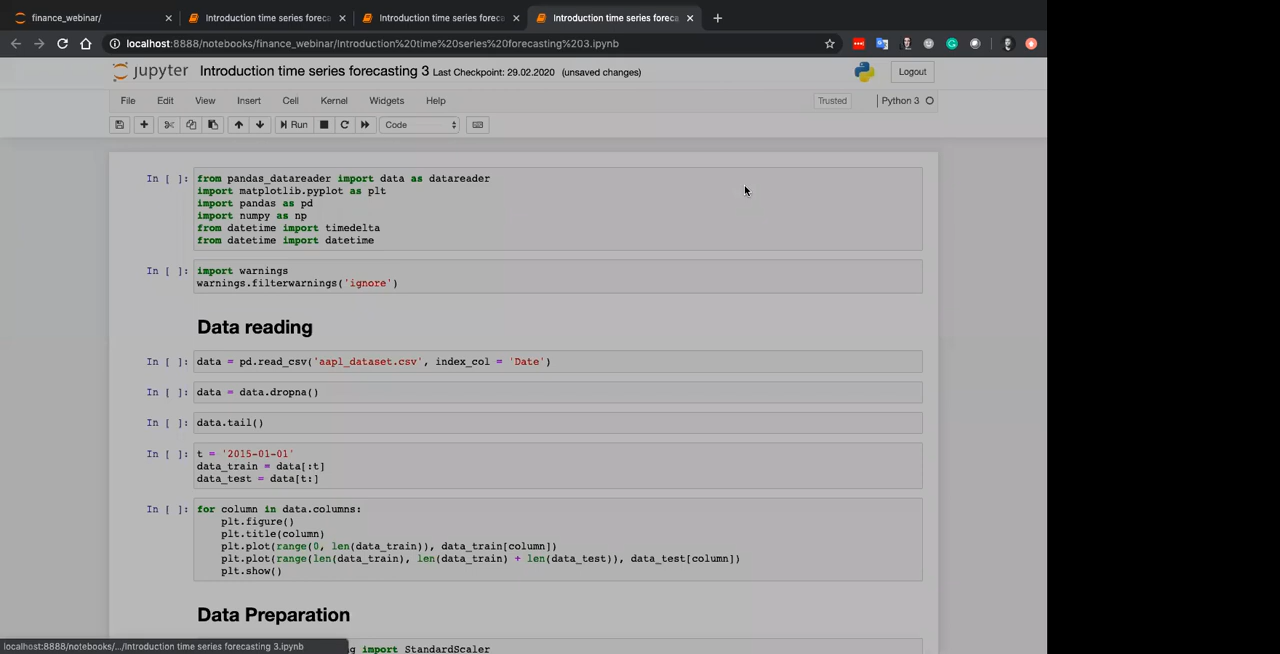 finance_webinar/
Introduction time series foreca
Introduction time series foreca
Introduction time series foreca
localhost:8888/notebooks/finance_webinar/Introduction%20time%20series%20forecasting%203.ipynb
jupyter Introduction time series forecasting 3 Last Checkpoint: 29.02.2020 (unsaved changes)
Logout
File Edit View Insert Cell Kernel Widgets Help
Trusted
Python 3
Run
Code
In [ ]: from pandas_datareader import data as datareader
import matplotlib.pyplot as plt
import pandas as pd
import numpy as np
from datetime import timedelta
from datetime import datetime
In [ ]: import warnings
warnings.filterwarnings('ignore')
Data reading
In [ ]: data = pd.read_csv('aapl_dataset.csv', index_col = 'Date')
In [ ]: data = data.dropna()
In [ ]: data.tail()
In [ ]: t = '2015-01-01'
data_train = data[:t]
data_test = data[t:]
In [ ]: for column in data.columns:
plt.figure()
plt.title(column)
plt.plot(range(0, len(data_train)), data_train[column])
plt.plot(range(len(data_train), len(data_train) + len(data_test)), data_test[column])
plt.show()
Data Preparation
g import StandardScaler
localhost:8888/notebooks/.../Introduction time series forecasting 3.ipynb